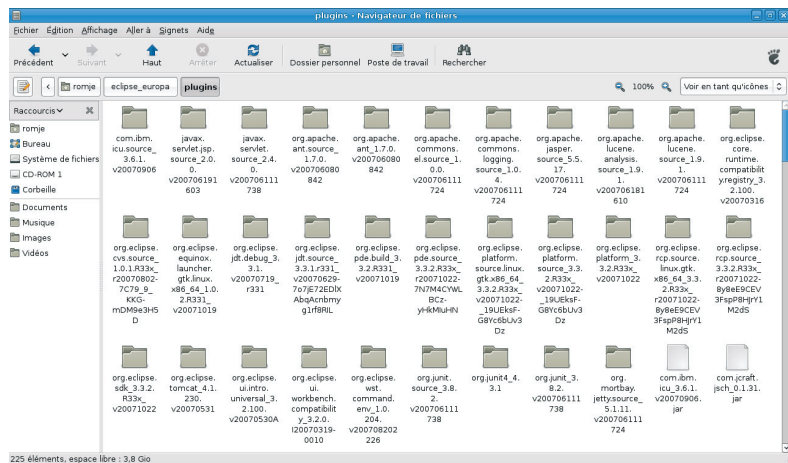 plugins - Navigateur de fichiers
Fichier Édition Affichage Aller à Signets Aide
Précédent Suivant Haut Arrêter Actualiser Dossier personnel Poste de travail Rechercher
romje eclipse_europa plugins 100% Voir en tant qu'icônes
Raccourcis
romje
Bureau
Système de fichiers
CD-ROM 1
Corbeille
Documents
Musique
Images
Vidéos
com.ibm.
icu.source_
3.6.1.
v20070906
javax.
servlet.jsp.
source_2.0.
0.
v200706191
603
javax.
servlet.
source_2.4.
0.
v200706111
738
org.apache.
ant.source_
1.7.0.
v200706080
842
org.apache.
ant_1.7.0.
v200706080
842
org.apache.
commons.
el.source_1.
0.0.
v200706111
724
org.apache.
commons.
logging.
source_1.0.
4.
v200706111
724
org.apache.
jasper.
source_5.5.
17.
v200706111
724
org.apache.
lucene.
analysis.
source_1.9.
1.
v200706181
610
org.apache.
lucene.
source_1.9.
1.
v200706111
724
org.eclipse.
core.
runtime.
compatibilit
y.registry_3.
2.100.
v20070316
org.eclipse.
cvs.source_
1.0.1.R33x_
r20070802-
7C79_9_
KKG-
mDM9e3H5
D
org.eclipse.
equinox.
launcher.
gtk.linux.
x86_64_1.0.
2.R331_
v20071019
org.eclipse.
jdt.debug_3.
3.1.
v20070719_
r331
org.eclipse.
jdt.source_
3.3.1.r331_
v20070629-
7o7jE72EDlX
AbqAcnbmy
g1rf8RIL
org.eclipse.
pde.build_3.
3.2.R331_
v20071019
org.eclipse.
pde.source_
3.3.2.R33x_
r20071022-
7N7M4CYWL
BCz-
yHkMIuHN
org.eclipse.
platform.
source.linux.
gtk.x86_64_
3.3.2.R33x_
v20071022-
_19UEksF-
G8Yc6bUv3
Dz
org.eclipse.
platform.
source_3.3.
2.R33x_
v20071022-
_19UEksF-
G8Yc6bUv3
Dz
org.eclipse.
platform_3.
3.2.R33x_
v20071022
org.eclipse.
rcp.source.
linux.gtk.
x86_64_3.3.
2.R33x_
r20071022-
8y8eE9CEV
3FspP8HJrY1
M2dS
org.eclipse.
rcp.source_
3.3.2.R33x_
r20071022-
8y8eE9CEV
3FspP8HJrY1
M2dS
org.eclipse.
sdk_3.3.2.
R33x_
v20071022
org.eclipse.
tomcat_4.1.
230.
v20070531
org.eclipse.
ui.intro.
universal_3.
2.100.
v20070530A
org.eclipse.
ui.
workbench.
compatibilit
y_3.2.0.
I20070319-
0010
org.eclipse.
wst.
command.
env_1.0.
204.
v200708202
226
org.junit.
source_3.8.
2.
v200706111
738
org.junit4_4.
3.1
org.junit_3.
8.2.
v200706111
738
org.
mortbay.
jetty.source_
5.1.11.
v200706111
724
com.ibm.
icu_3.6.1.
v20070906.
jar
com.jcraft.
jsch_0.1.31.
jar
225 éléments, espace libre : 3,8 Gio